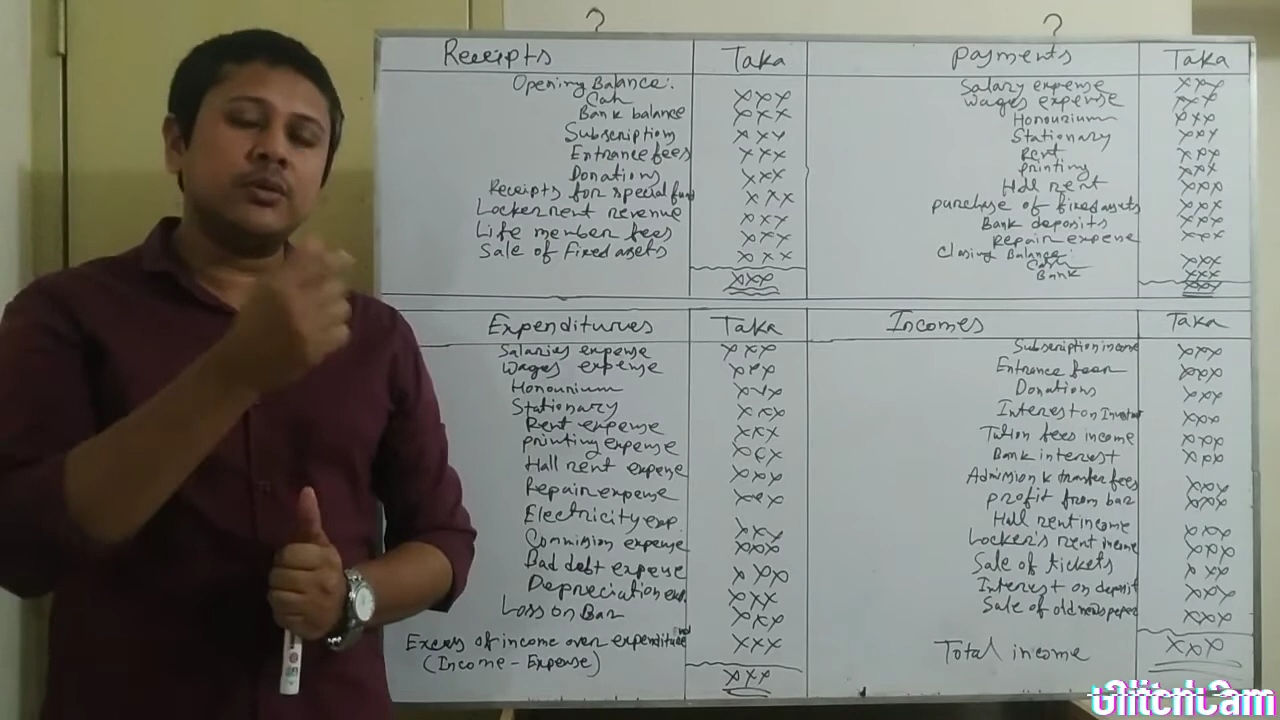 Receipts Taka Payments Taka
Opening Balance: Salary expense xxx
Cash xxx Wages expense xxx
Bank balance xxx Honourium xxx
Subscription xxx Stationary xxx
Entrance fees xxx Rent xxx
Donations xxx printing xxx
Receipts for special fund xxx Hall rent xxx
Locker rent revenue xxx purchase of fixed assets xxx
Life member fees xxx Bank deposits xxx
Sale of Fixed assets xxx Repair expense xxx
Closing Balance:
Cash xxx
Bank xxx
xxx xxx
Expenditures Taka Incomes Taka
Salaries expense xxx Subscription income xxx
Wages expense xxx Entrance fees xxx
Honourium xxx Donations xxx
Stationary xxx Interest on Invest xxx
Rent expense xxx Tution fees income xxx
printing expense xxx Bank interest xxx
Hall rent expense xxx Admission & transfer fees xxx
Repair expense xxx profit from bar xxx
Electricity exp. xxx Hall rent income xxx
Commission expense xxx Locker's rent income xxx
Bad debt expense xxx Sale of tickets xxx
Depreciation exp. xxx Interest on deposit xxx
Loss on Bar xxx Sale of old newspaper xxx
Excess of income over expenditure xxx Total income xxx
(Income - Expense) xxx
GlitchCam